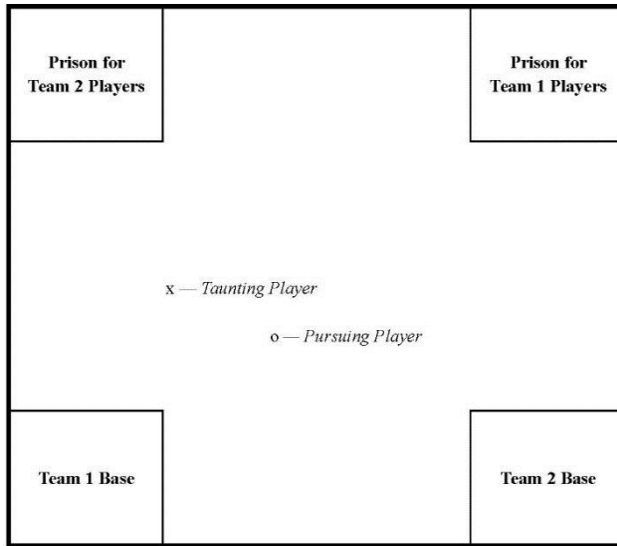 Prison for
Team 2 Players
Prison for
Team 1 Players
x — Taunting Player
o — Pursuing Player
Team 1 Base
Team 2 Base